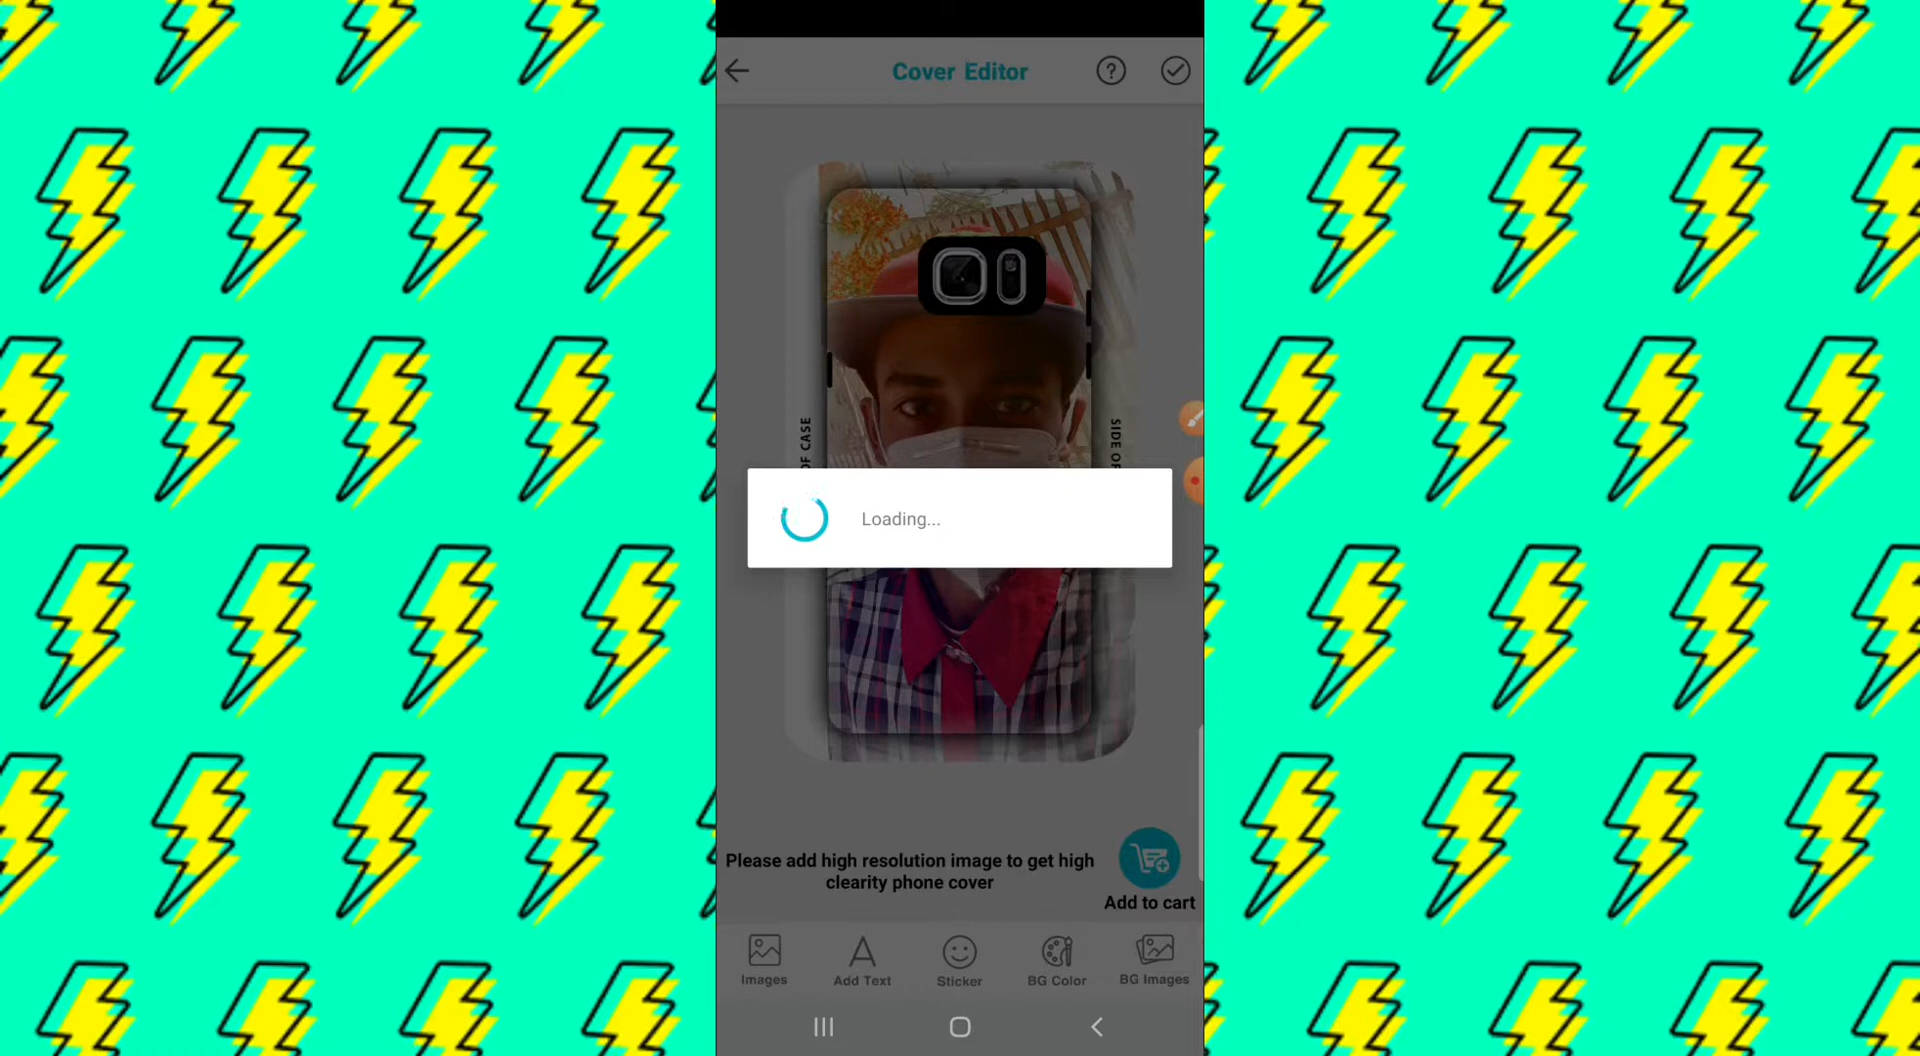 Cover Editor
OF CASE
SIDE OF
Loading...
Please add high resolution image to get high
clearity phone cover
Add to cart
Images
Add Text
Sticker
BG Color
BG Images